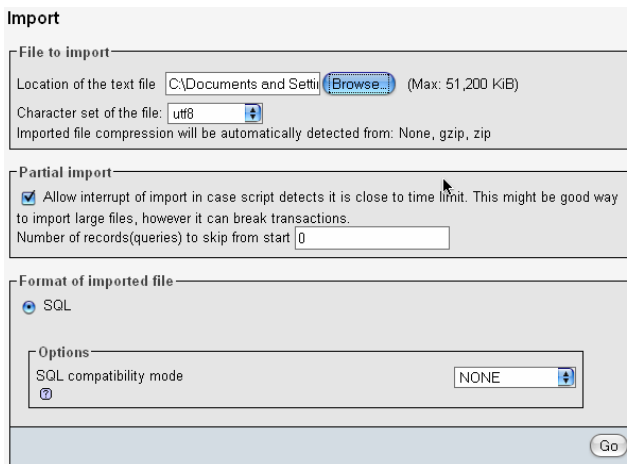 Import
File to import
Location of the text file C:\Documents and Settin Browse... (Max: 51,200 KiB)
Character set of the file: utf8
Imported file compression will be automatically detected from: None, gzip, zip
Partial import
Allow interrupt of import in case script detects it is close to time limit. This might be good way
to import large files, however it can break transactions.
Number of records(queries) to skip from start 0
Format of imported file
SQL
Options
SQL compatibility mode NONE
?
Go